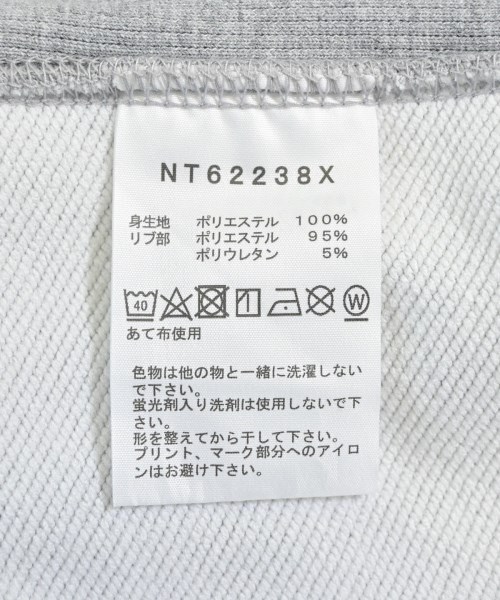 NT62238X
身生地 ポリエステル 100%
リブ部 ポリエステル 95%
ポリウレタン 5%
40 W
あて布使用
色物は他の物と一緒に洗濯しない
で下さい。
蛍光剤入り洗剤は使用しないで下
さい。
形を整えてから干して下さい。
プリント、マーク部分へのアイロ
ンはお避け下さい。